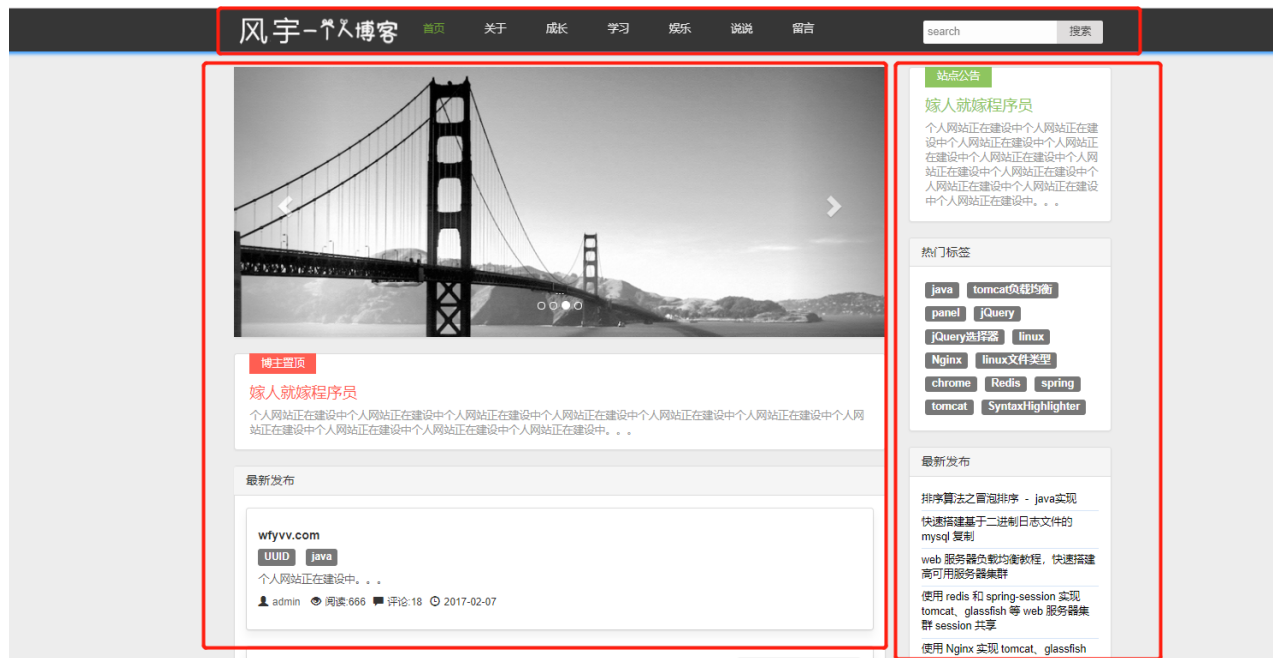 风宇-个人博客 首页 关于 成长 学习 娱乐 说说 留言 search 搜索
博主置顶
嫁人就嫁程序员
个人网站正在建设中个人网站正在建设中个人网站正在建设中个人网站正在建设中个人网站正在建设中个人网站正在建设中个人网
站正在建设中个人网站正在建设中个人网站正在建设中个人网站正在建设中。。。
最新发布
wfyvv.com
UUID java
个人网站正在建设中。。。
admin 阅读:666 评论:18 2017-02-07
站点公告
嫁人就嫁程序员
个人网站正在建设中个人网站正在建
设中个人网站正在建设中个人网站正
在建设中个人网站正在建设中个人网
站正在建设中个人网站正在建设中个
人网站正在建设中个人网站正在建设
中个人网站正在建设中。。。
热门标签
java tomcat负载均衡
panel jQuery
jQuery选择器 linux
Nginx linux文件类型
chrome Redis spring
tomcat SyntaxHighlighter
最新发布
排序算法之冒泡排序 - java实现
快速搭建基于二进制日志文件的
mysql 复制
web 服务器负载均衡教程，快速搭建
高可用服务器集群
使用 redis 和 spring-session 实现
tomcat、glassfish 等 web 服务器集
群 session 共享
使用 Nginx 实现 tomcat、glassfish